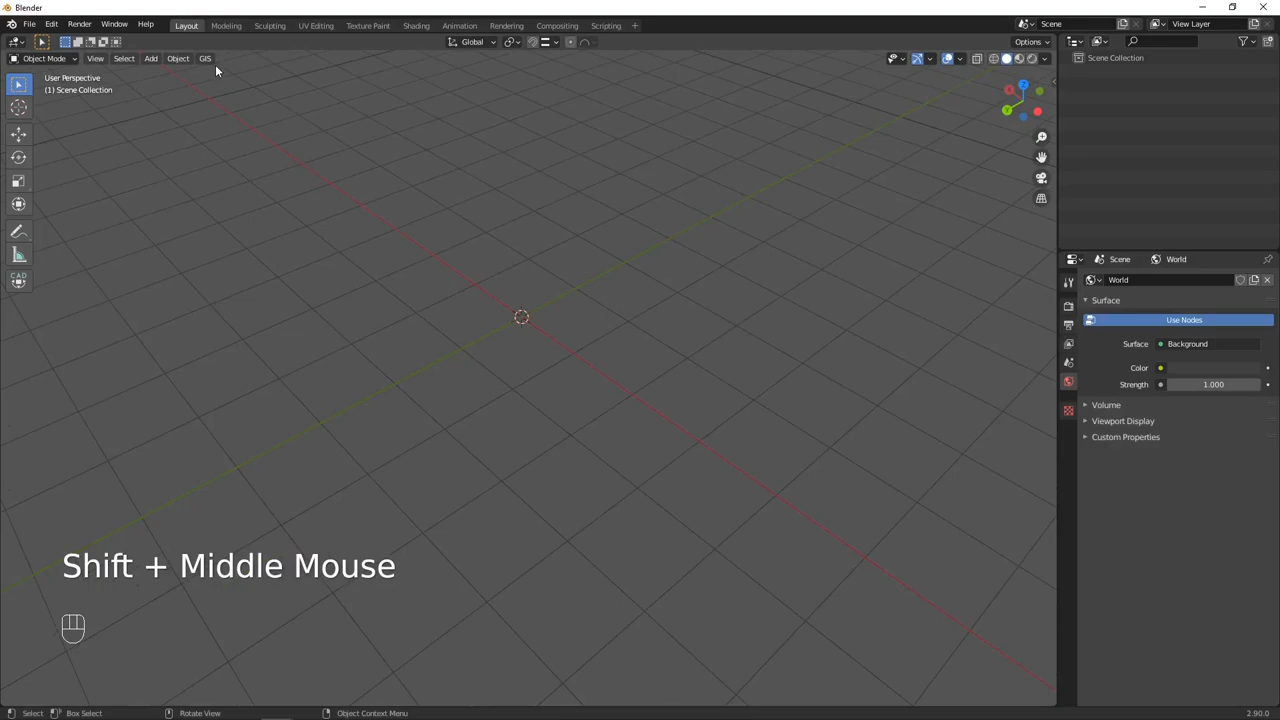 Blender
File Edit Render Window Help Layout Modeling Sculpting UV Editing Texture Paint Shading Animation Rendering Compositing Scripting + Scene View Layer
Global Options
Object Mode View Select Add Object GIS Scene Collection
User Perspective
(1) Scene Collection
X
Z
Y
CAD
Scene World
World
Surface
Use Nodes
Surface Background
Color
Strength 1.000
Volume
Viewport Display
Custom Properties
Shift + Middle Mouse
Select Box Select Rotate View Object Context Menu 2.90.0